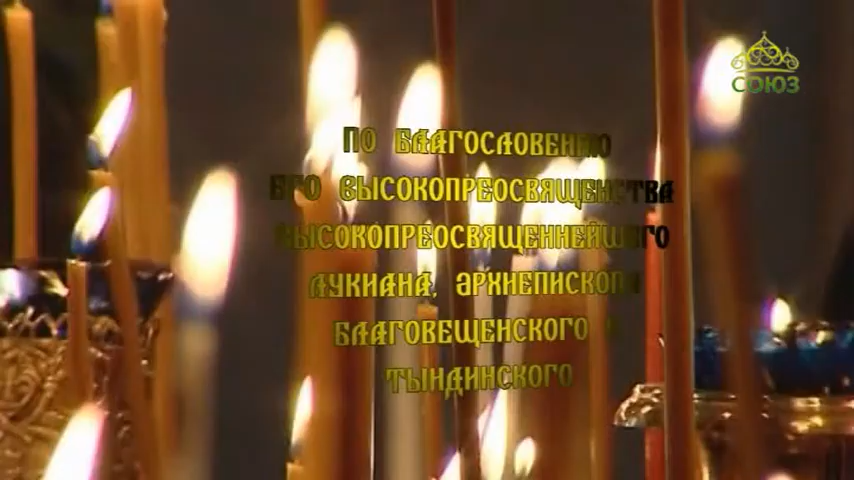 СОЮЗ
ПО БЛАГОСЛОВЕНИЮ
ЕГО ВЫСОКОПРЕОСВЯЩЕНСТВА
ВЫСОКОПРЕОСВЯЩЕННЕЙШЕГО
ЛУКИАНА, АРХИЕПИСКОПА
БЛАГОВЕЩЕНСКОГО И
ТЫНДИНСКОГО